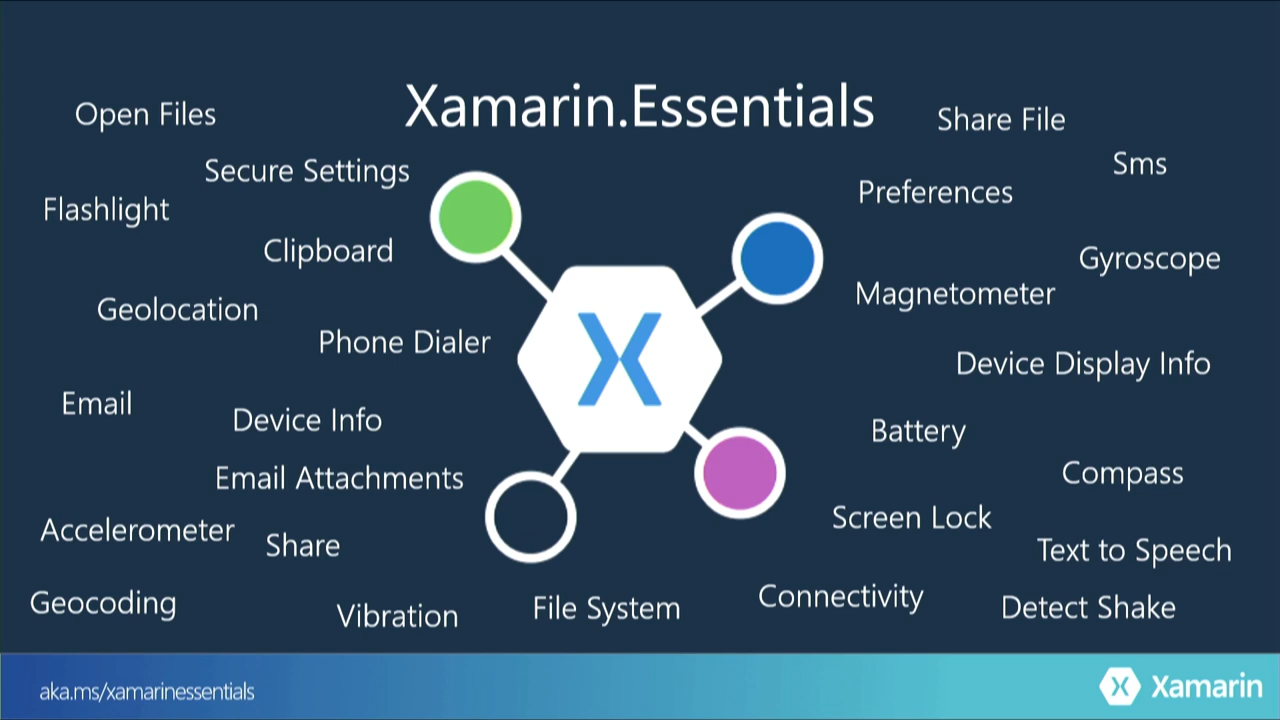 Xamarin.Essentials
Open Files
Secure Settings
Flashlight
Clipboard
Geolocation
Phone Dialer
Email
Device Info
Email Attachments
Accelerometer
Share
Geocoding
Vibration
File System
Share File
Sms
Preferences
Gyroscope
Magnetometer
Device Display Info
Battery
Compass
Screen Lock
Text to Speech
Connectivity
Detect Shake
aka.ms/xamarinessentials
Xamarin